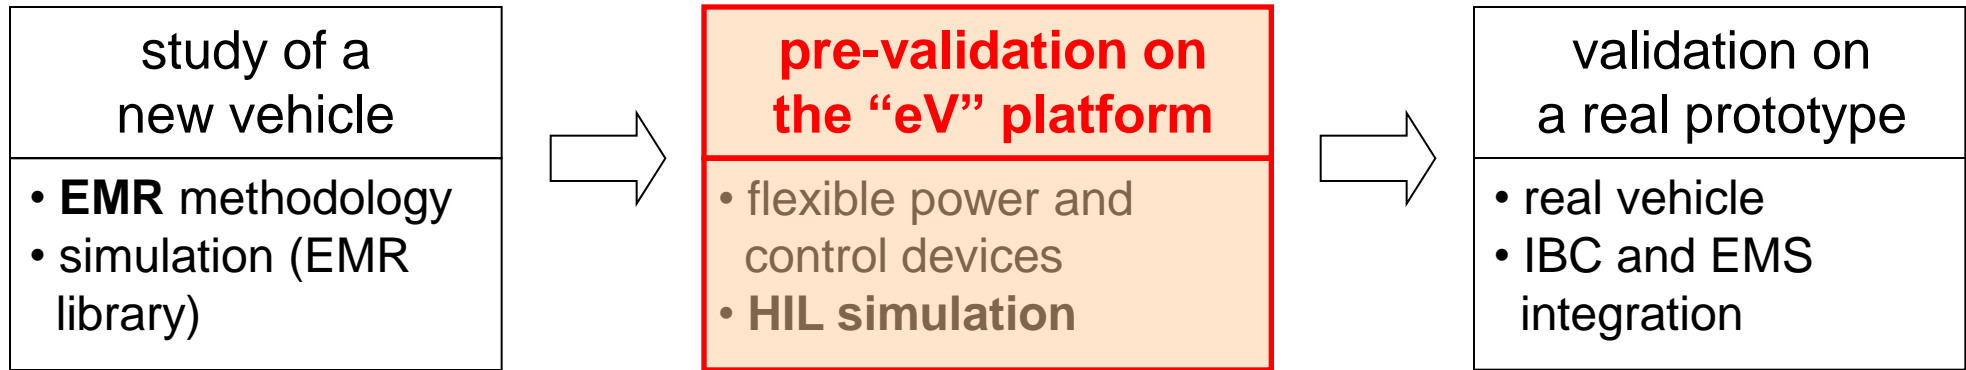 study of a
new vehicle
• EMR methodology
• simulation (EMR
library)
pre-validation on
the “eV” platform
• flexible power and
control devices
• HIL simulation
validation on
a real prototype
• real vehicle
• IBC and EMS
integration